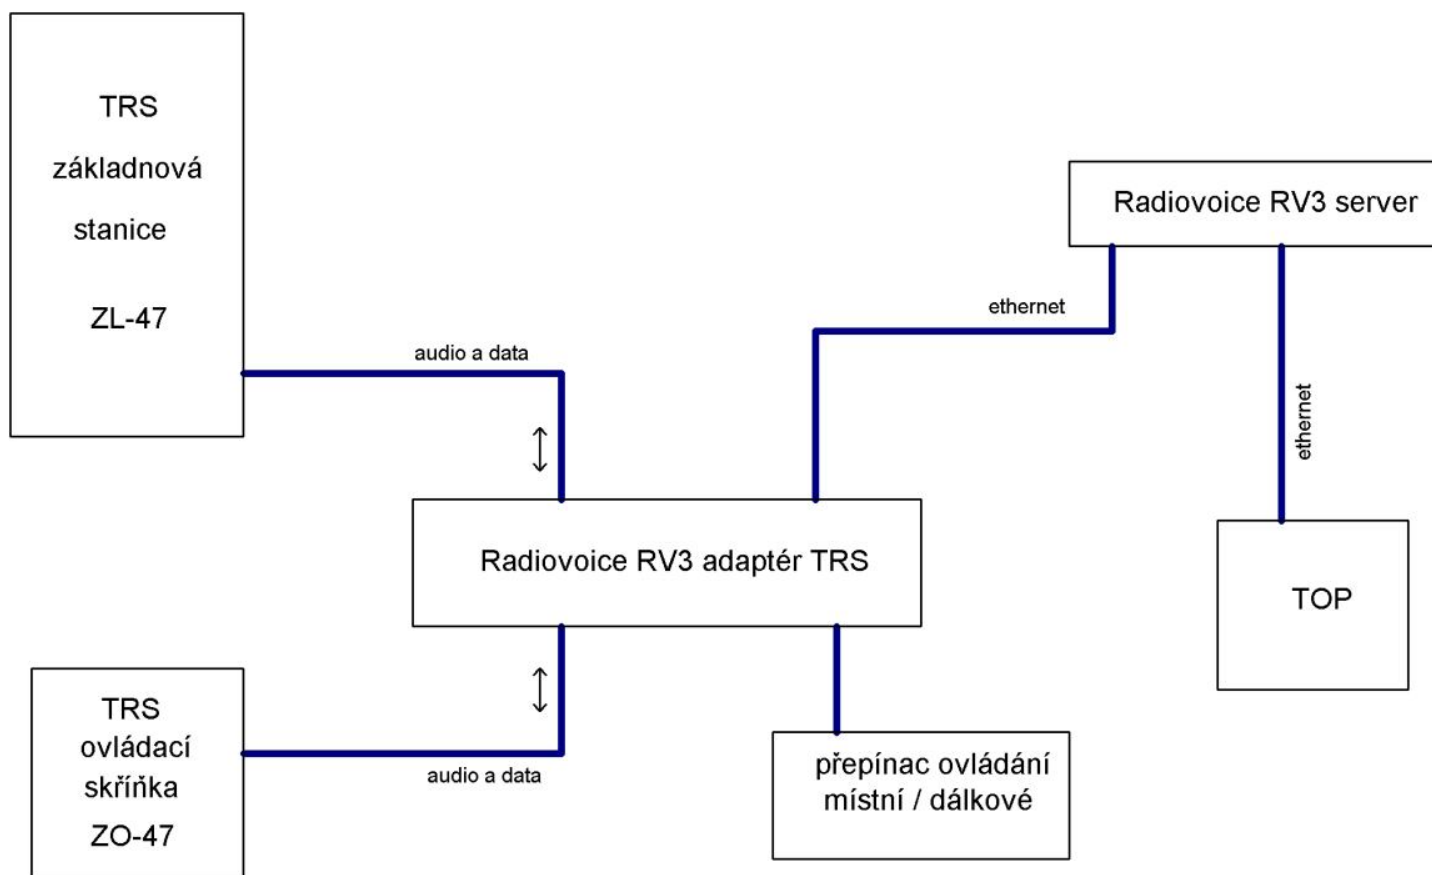 TRS
základnová
stanice
ZL-47
Radiovoice RV3 server
ethernet
audio a data
ethernet
Radiovoice RV3 adaptér TRS
TOP
TRS
ovládací
skříňka
ZO-47
audio a data
přepínac ovládání
místní / dálkové